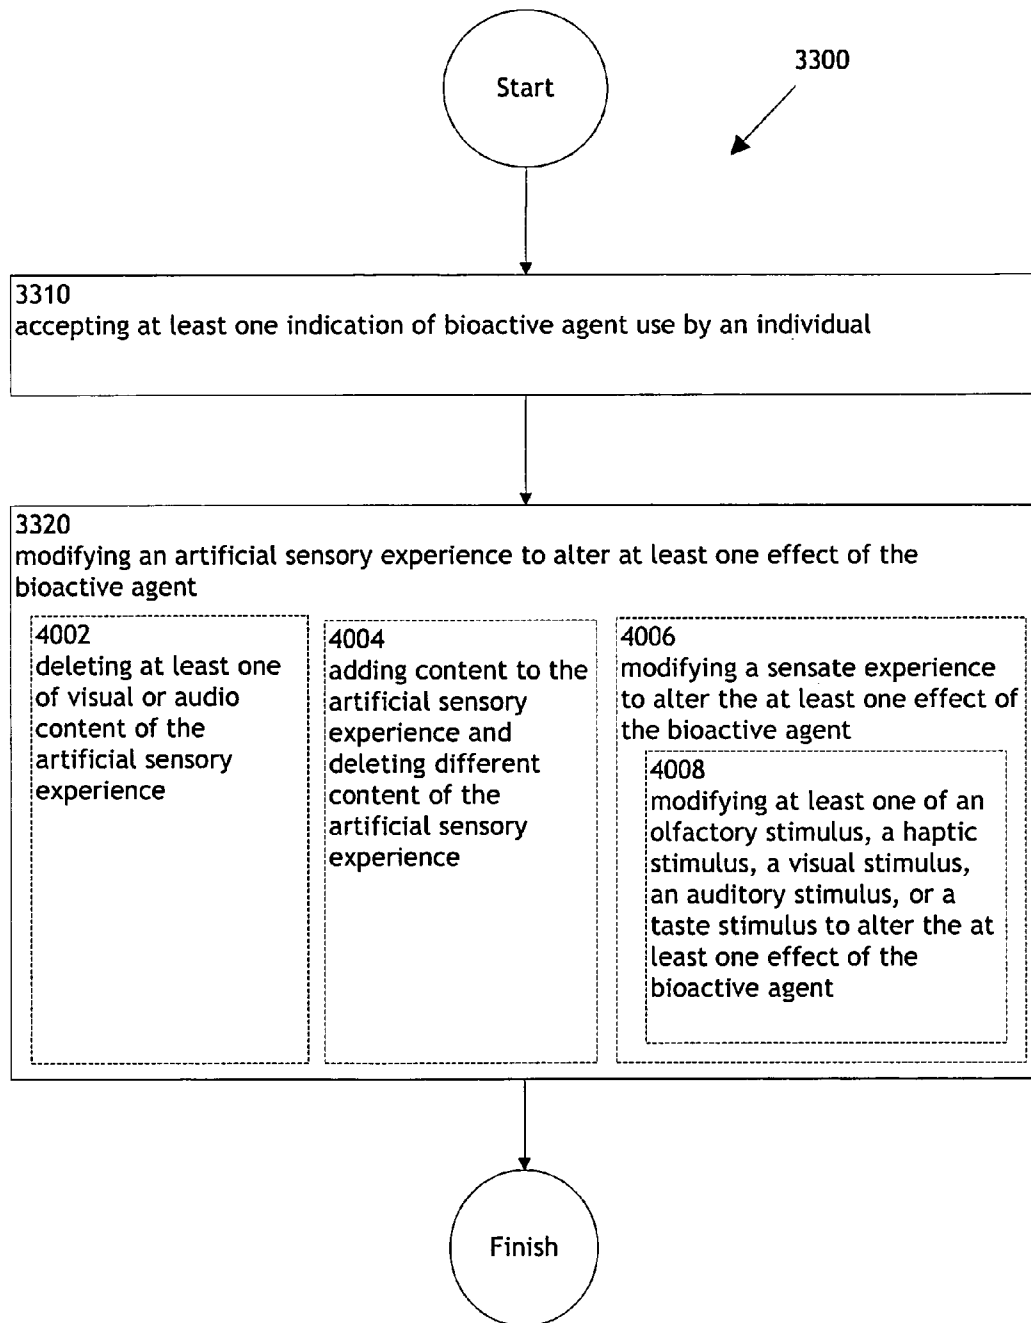 Start
3300
3310
accepting at least one indication of bioactive agent use by an individual
3320
modifying an artificial sensory experience to alter at least one effect of the
bioactive agent
4002
deleting at least one
of visual or audio
content of the
artificial sensory
experience
4004
adding content to the
artificial sensory
experience and
deleting different
content of the
artificial sensory
experience
4006
modifying a sensate experience
to alter the at least one effect of
the bioactive agent
4008
modifying at least one of an
olfactory stimulus, a haptic
stimulus, a visual stimulus,
an auditory stimulus, or a
taste stimulus to alter the at
least one effect of the
bioactive agent
Finish